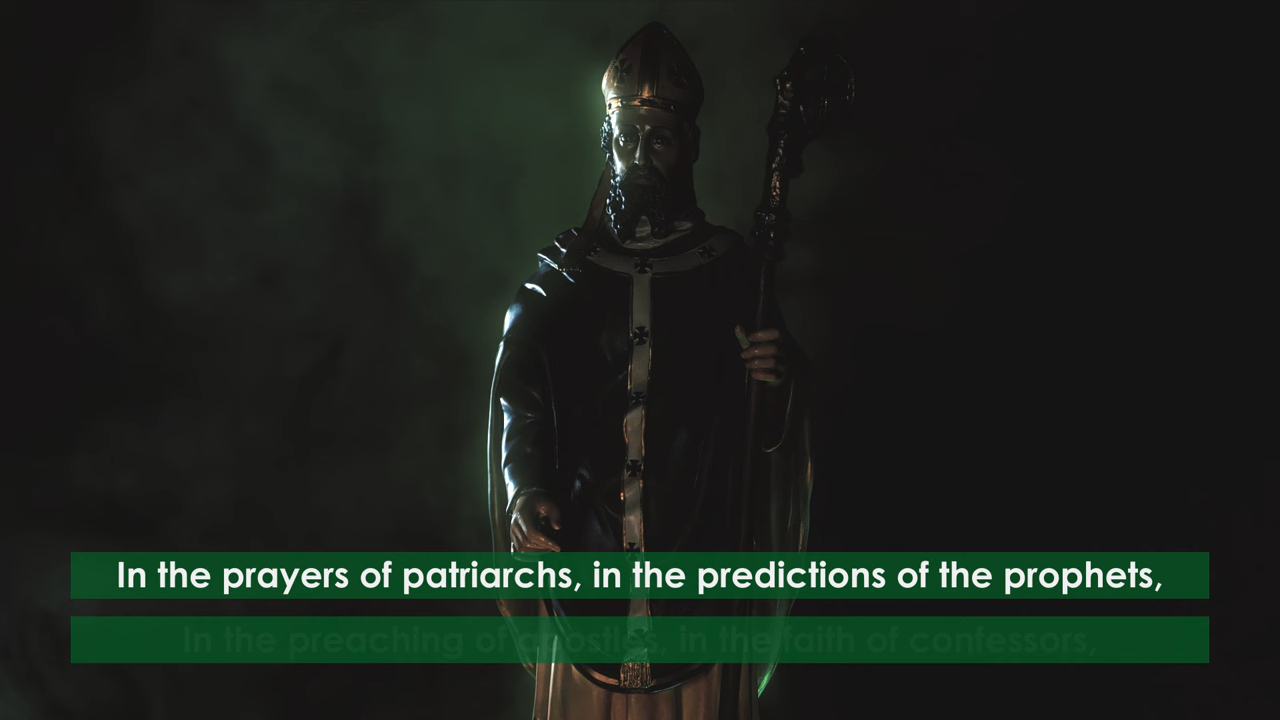 In the prayers of patriarchs, in the predictions of the prophets,
In the preaching of apostles, in the faith of confessors,